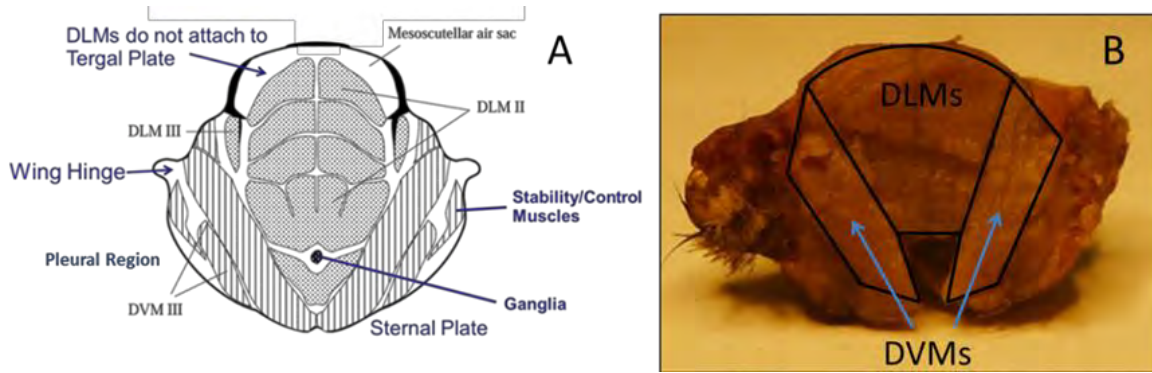 DLMs do not attach to
Tergal Plate
Mesoscutellar air sac
A
DLM II
DLM III
Wing Hinge
Stability/Control
Muscles
Pleural Region
Ganglia
DVM III
Sternal Plate
B
DLMs
DVMs